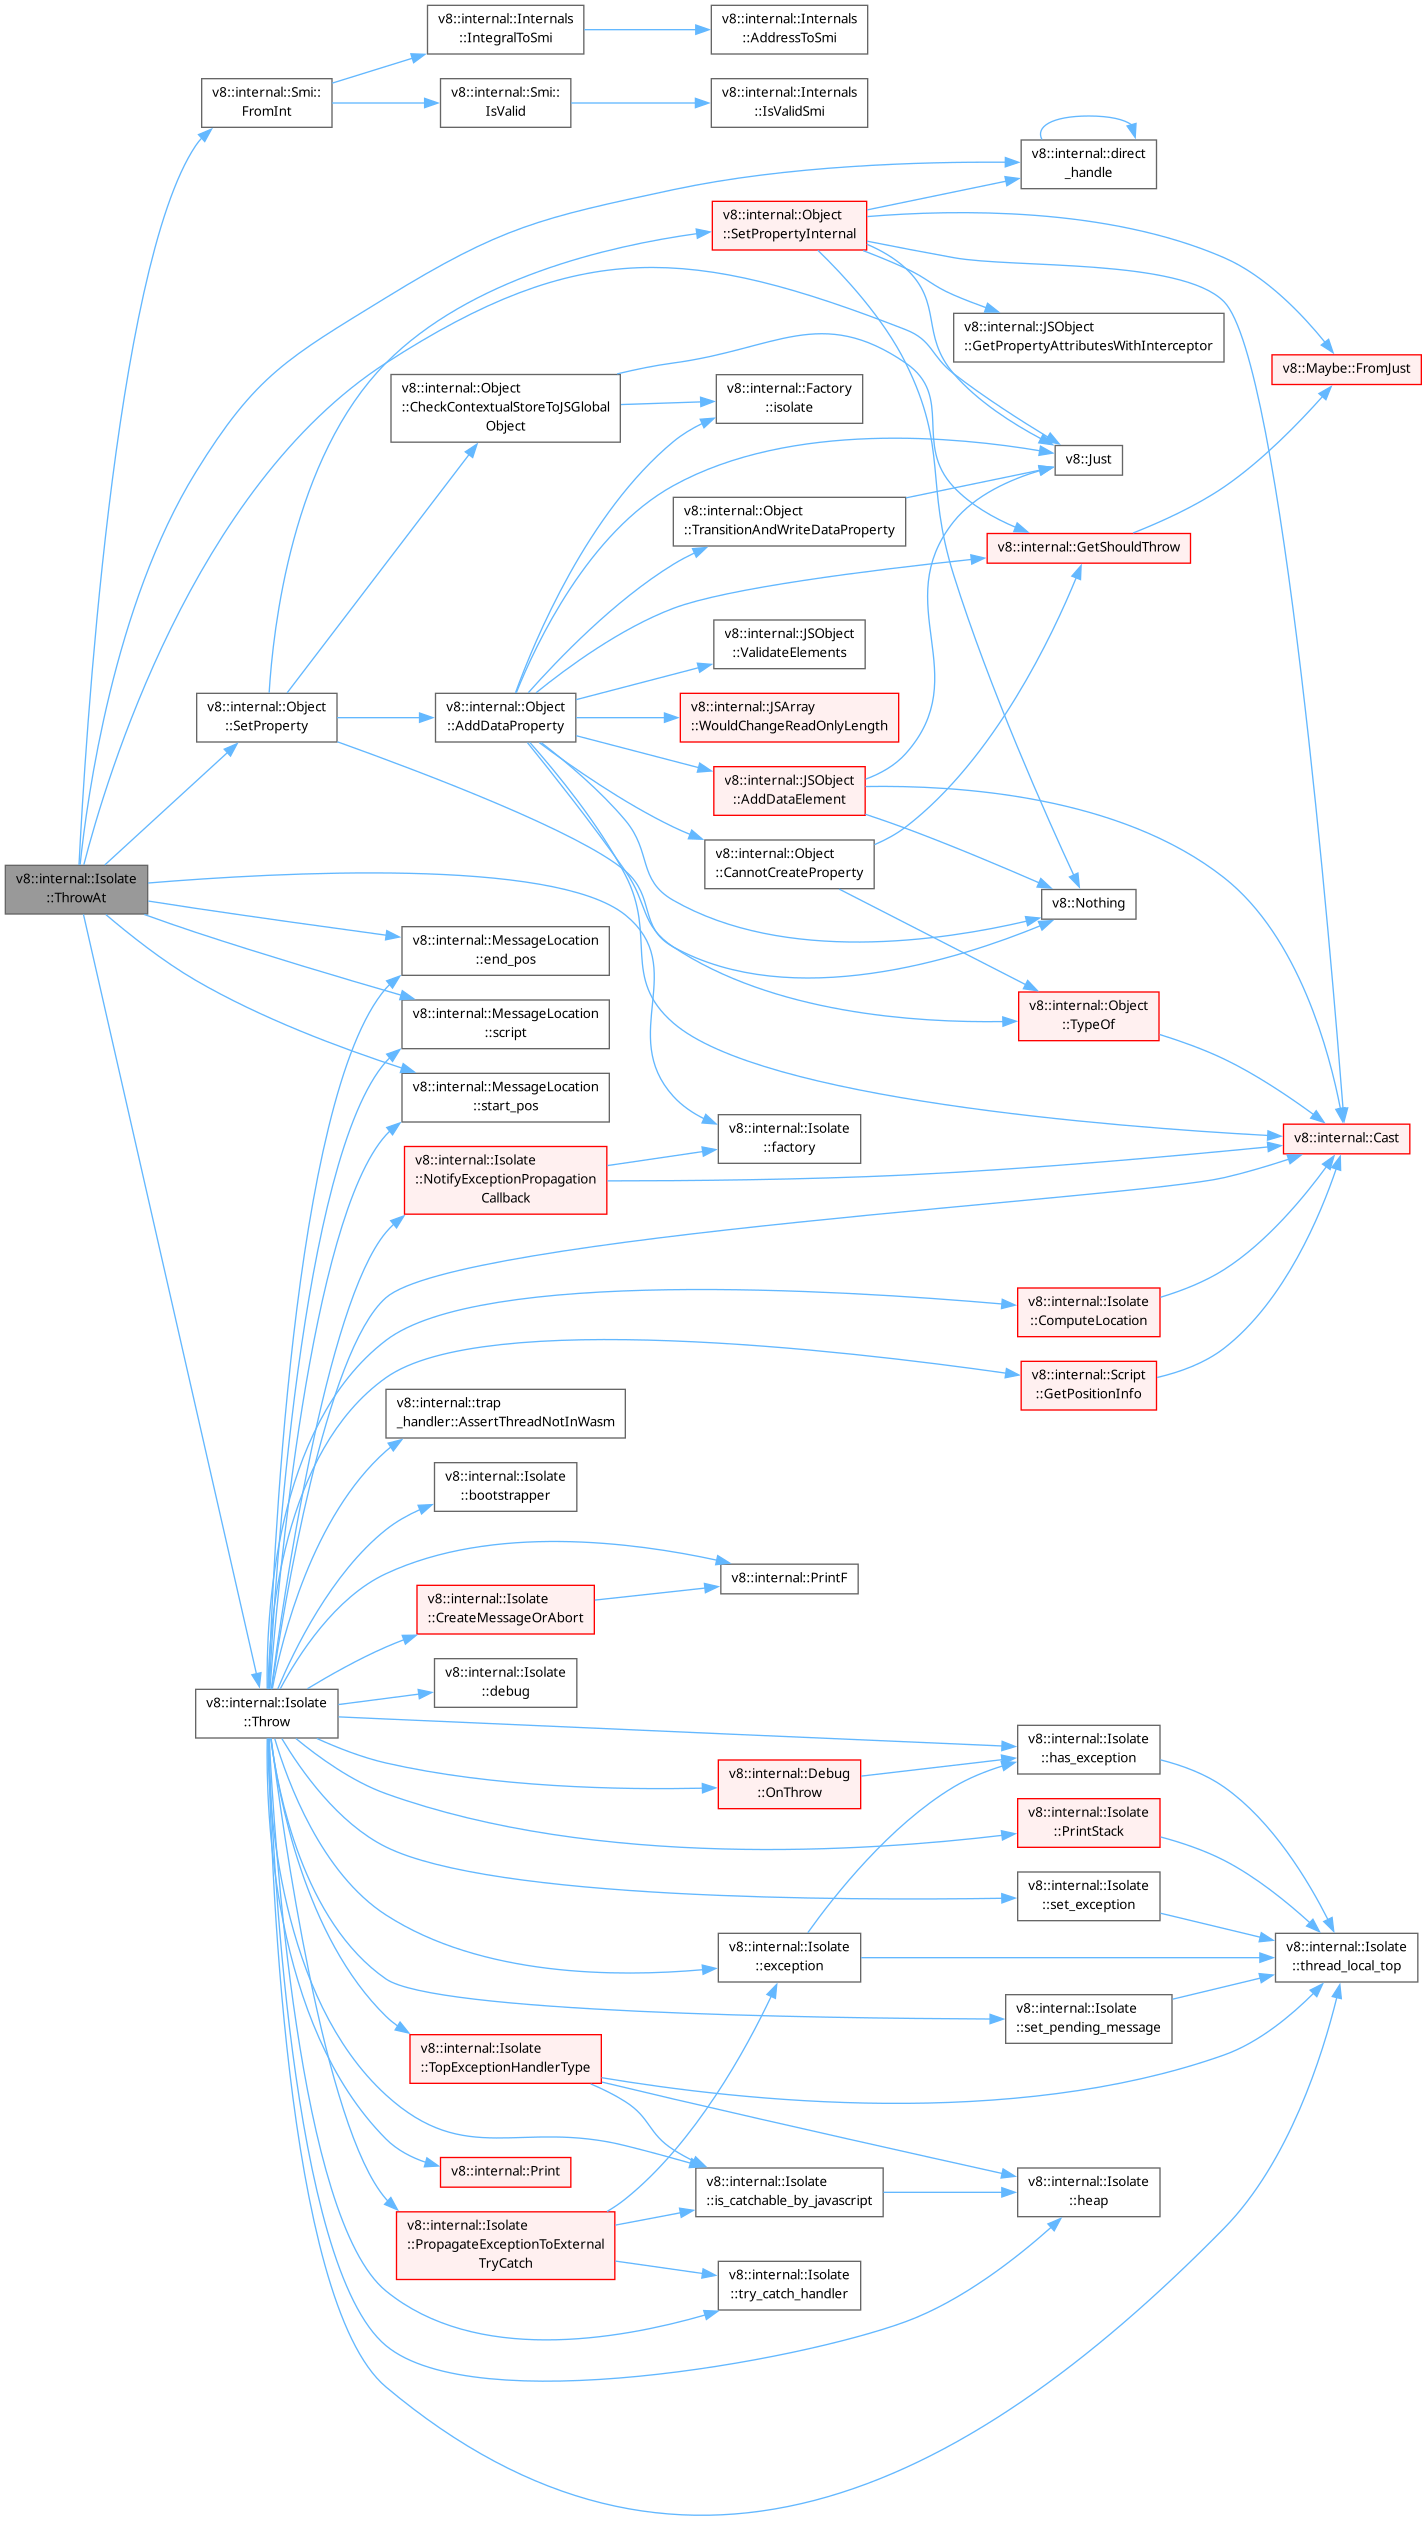 v8::internal::Internals
::IntegralToSmi
v8::internal::Internals
::AddressToSmi
v8::internal::Smi::
FromInt
v8::internal::Smi::
IsValid
v8::internal::Internals
::IsValidSmi
v8::internal::direct
_handle
v8::internal::Object
::SetPropertyInternal
v8::internal::JSObject
::GetPropertyAttributesWithInterceptor
v8::Maybe::FromJust
v8::internal::Object
::CheckContextualStoreToJSGlobal
Object
v8::internal::Factory
::isolate
v8::Just
v8::internal::Object
::TransitionAndWriteDataProperty
v8::internal::GetShouldThrow
v8::internal::JSObject
::ValidateElements
v8::internal::Object
::SetProperty
v8::internal::Object
::AddDataProperty
v8::internal::JSArray
::WouldChangeReadOnlyLength
v8::internal::JSObject
::AddDataElement
v8::internal::Object
::CannotCreateProperty
v8::internal::Isolate
::ThrowAt
v8::Nothing
v8::internal::MessageLocation
::end_pos
v8::internal::MessageLocation
::script
v8::internal::Object
::TypeOf
v8::internal::MessageLocation
::start_pos
v8::internal::Isolate
::factory
v8::internal::Cast
v8::internal::Isolate
::NotifyExceptionPropagation
Callback
v8::internal::Isolate
::ComputeLocation
v8::internal::Script
::GetPositionInfo
v8::internal::trap
_handler::AssertThreadNotInWasm
v8::internal::Isolate
::bootstrapper
v8::internal::PrintF
v8::internal::Isolate
::CreateMessageOrAbort
v8::internal::Isolate
::debug
v8::internal::Isolate
::Throw
v8::internal::Isolate
::has_exception
v8::internal::Debug
::OnThrow
v8::internal::Isolate
::PrintStack
v8::internal::Isolate
::set_exception
v8::internal::Isolate
::exception
v8::internal::Isolate
::thread_local_top
v8::internal::Isolate
::set_pending_message
v8::internal::Isolate
::TopExceptionHandlerType
v8::internal::Print
v8::internal::Isolate
::is_catchable_by_javascript
v8::internal::Isolate
::heap
v8::internal::Isolate
::PropagateExceptionToExternal
TryCatch
v8::internal::Isolate
::try_catch_handler